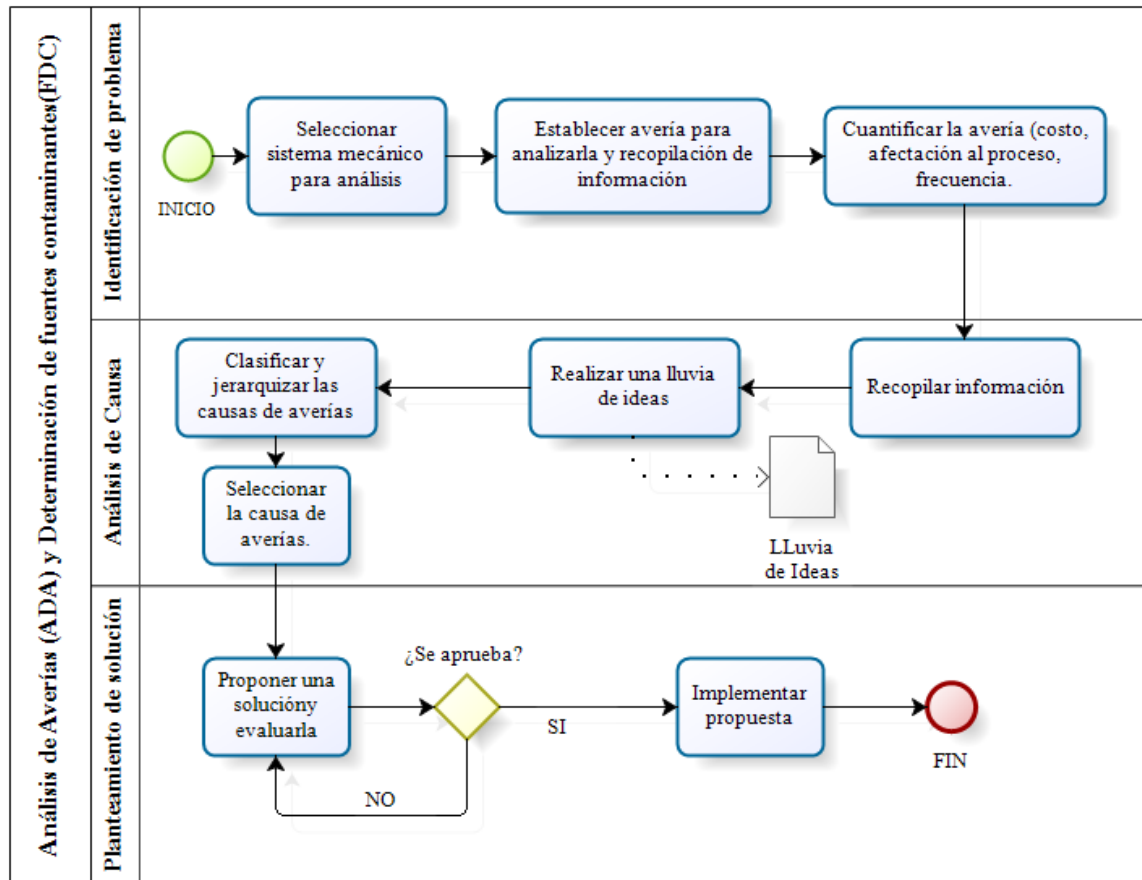 Análisis de Averías (ADA) y Determinación de fuentes contaminantes(FDC)
Identificación de problema
INICIO
Seleccionar
sistema mecánico
para análisis
Establecer avería para
analizarla y recopilación de
información
Cuantificar la avería (costo,
afectación al proceso,
frecuencia.
Análisis de Causa
Recopilar información
Realizar una lluvia
de ideas
LLuvia
de Ideas
Clasificar y
jerarquizar las
causas de averías
Seleccionar
la causa de
averías.
Planteamiento de solución
Proponer una
solucióny
evaluarla
¿Se aprueba?
NO
SI
Implementar
propuesta
FIN